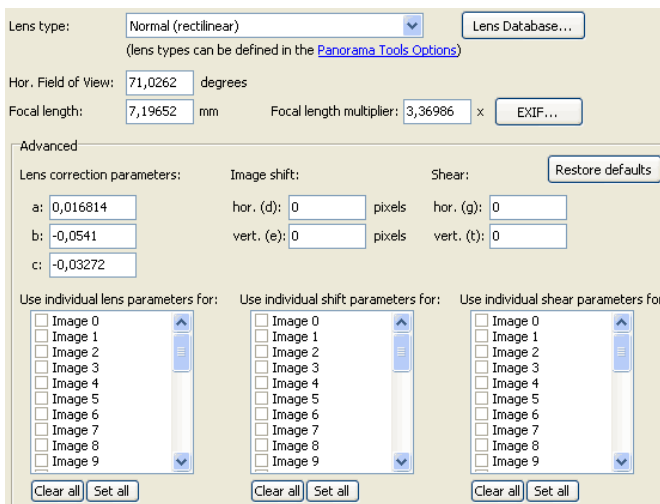 Lens type: Normal (rectilinear) Lens Database...
(lens types can be defined in the Panorama Tools Options)
Hor. Field of View: 71,0262 degrees
Focal length: 7,19652 mm Focal length multiplier: 3,36986 x EXIF...
Advanced
Lens correction parameters: Image shift: Shear: Restore defaults
a: 0,016814 hor. (d): 0 pixels hor. (g): 0
b: -0,0541 vert. (e): 0 pixels vert. (t): 0
c: -0,03272
Use individual lens parameters for: Use individual shift parameters for: Use individual shear parameters for
Image 0 Image 0 Image 0
Image 1 Image 1 Image 1
Image 2 Image 2 Image 2
Image 3 Image 3 Image 3
Image 4 Image 4 Image 4
Image 5 Image 5 Image 5
Image 6 Image 6 Image 6
Image 7 Image 7 Image 7
Image 8 Image 8 Image 8
Image 9 Image 9 Image 9
Clear all Set all Clear all Set all Clear all Set all